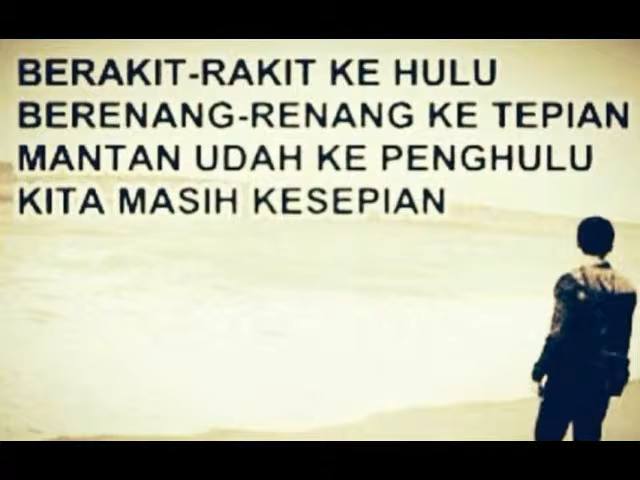 BERAKIT-RAKIT KE HULU
BERENANG-RENANG KE TEPIAN
MANTAN UDAH KE PENGHULU
KITA MASIH KESEPIAN